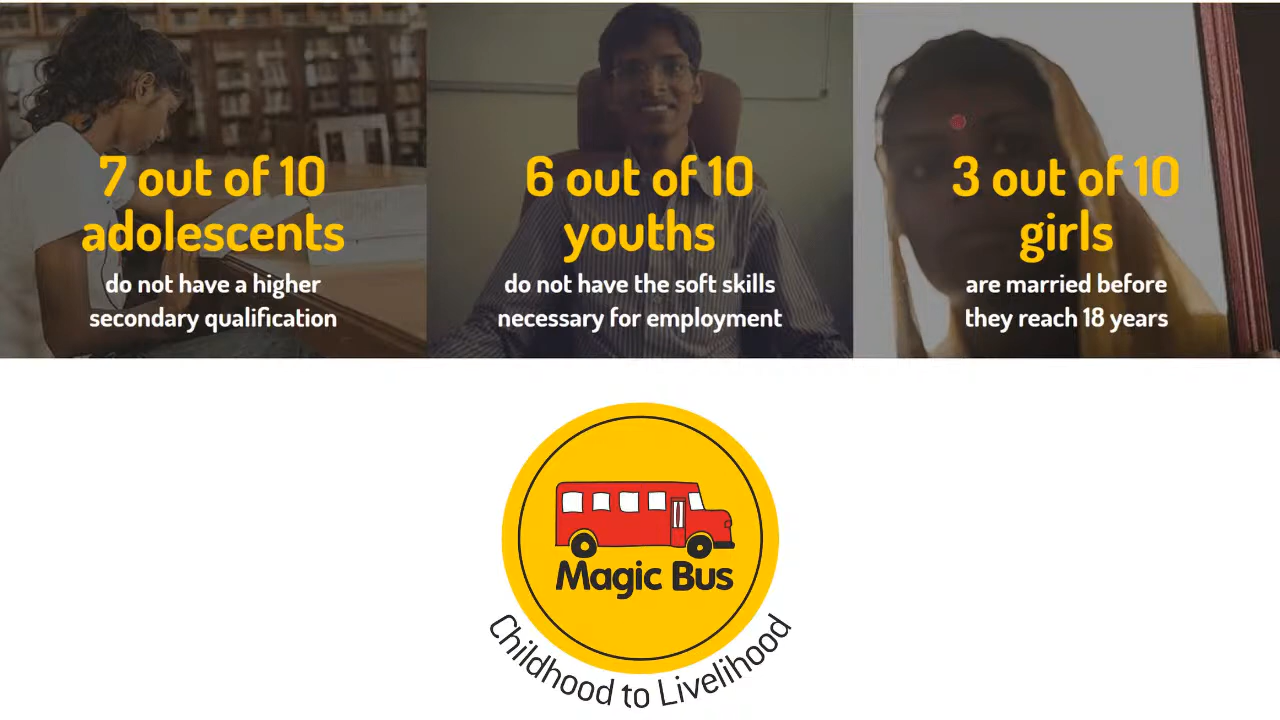 7 out of 10
adolescents
do not have a higher
secondary qualification
6 out of 10
youths
do not have the soft skills
necessary for employment
3 out of 10
girls
are married before
they reach 18 years
Magic Bus
Childhood to Livelihood